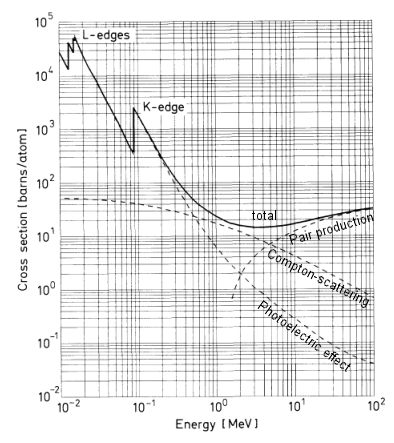 10^5
10^4
10^3
10^2
10^1
10^0
10^-1
10^-2
Cross section [barns/atom]
L-edges
K-edge
total
Pair production
Compton-scattering
Photoelectric effect
10^-2
10^-1
10^0
10^1
10^2
Energy [MeV]